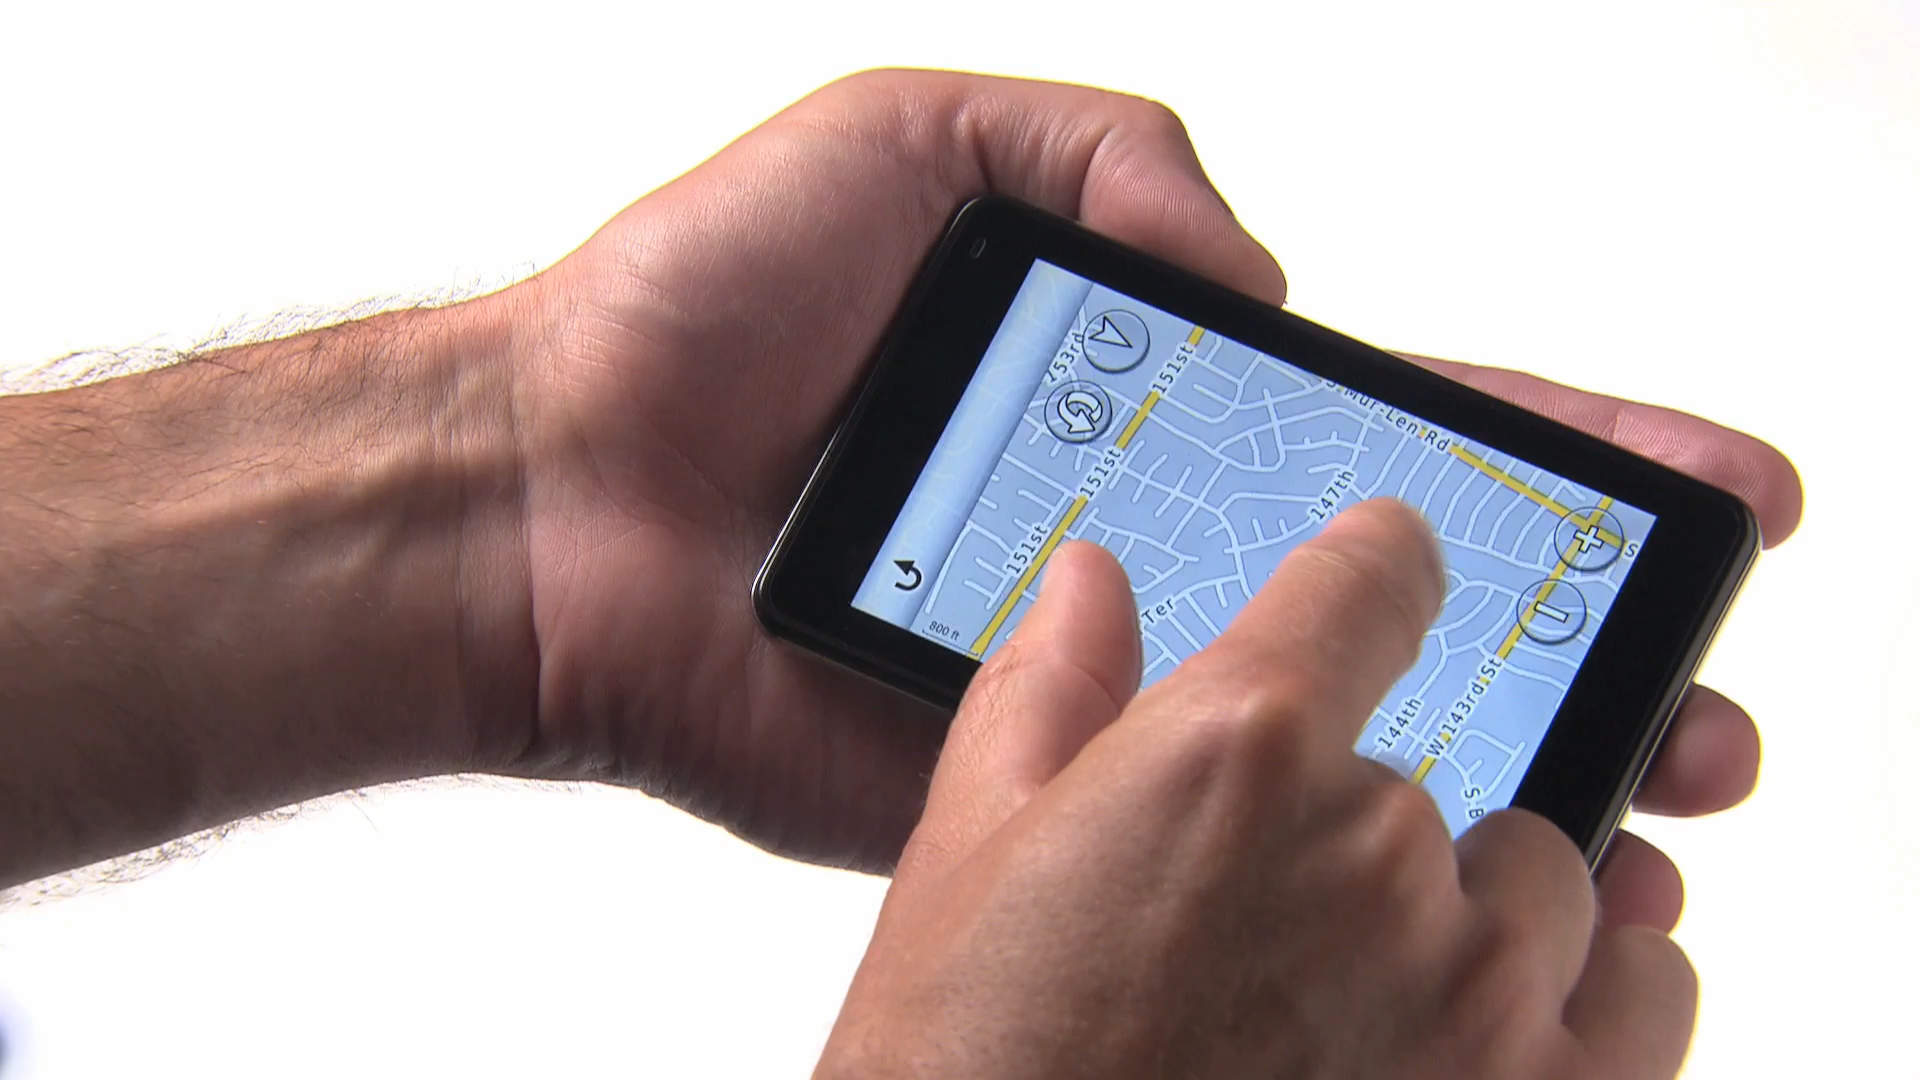 153rd
151st
151st
151st
S Mur-Len Rd
147th
Ter
S
144th
W 143rd St
S B
800 ft